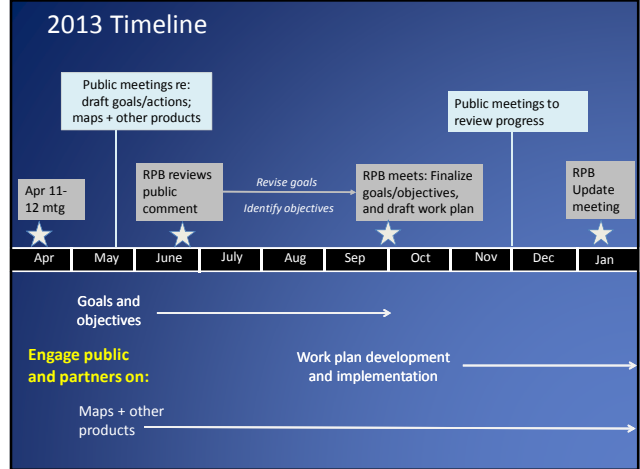 2013 Timeline
Public meetings re:
draft goals/actions;
maps + other products
Public meetings to
review progress
Apr 11-
12 mtg
RPB reviews
public
comment
Revise goals
Identify objectives
RPB meets: Finalize
goals/objectives,
and draft work plan
RPB
Update
meeting
Apr May June July Aug Sep Oct Nov Dec Jan
Goals and
objectives
Engage public
and partners on:
Work plan development
and implementation
Maps + other
products